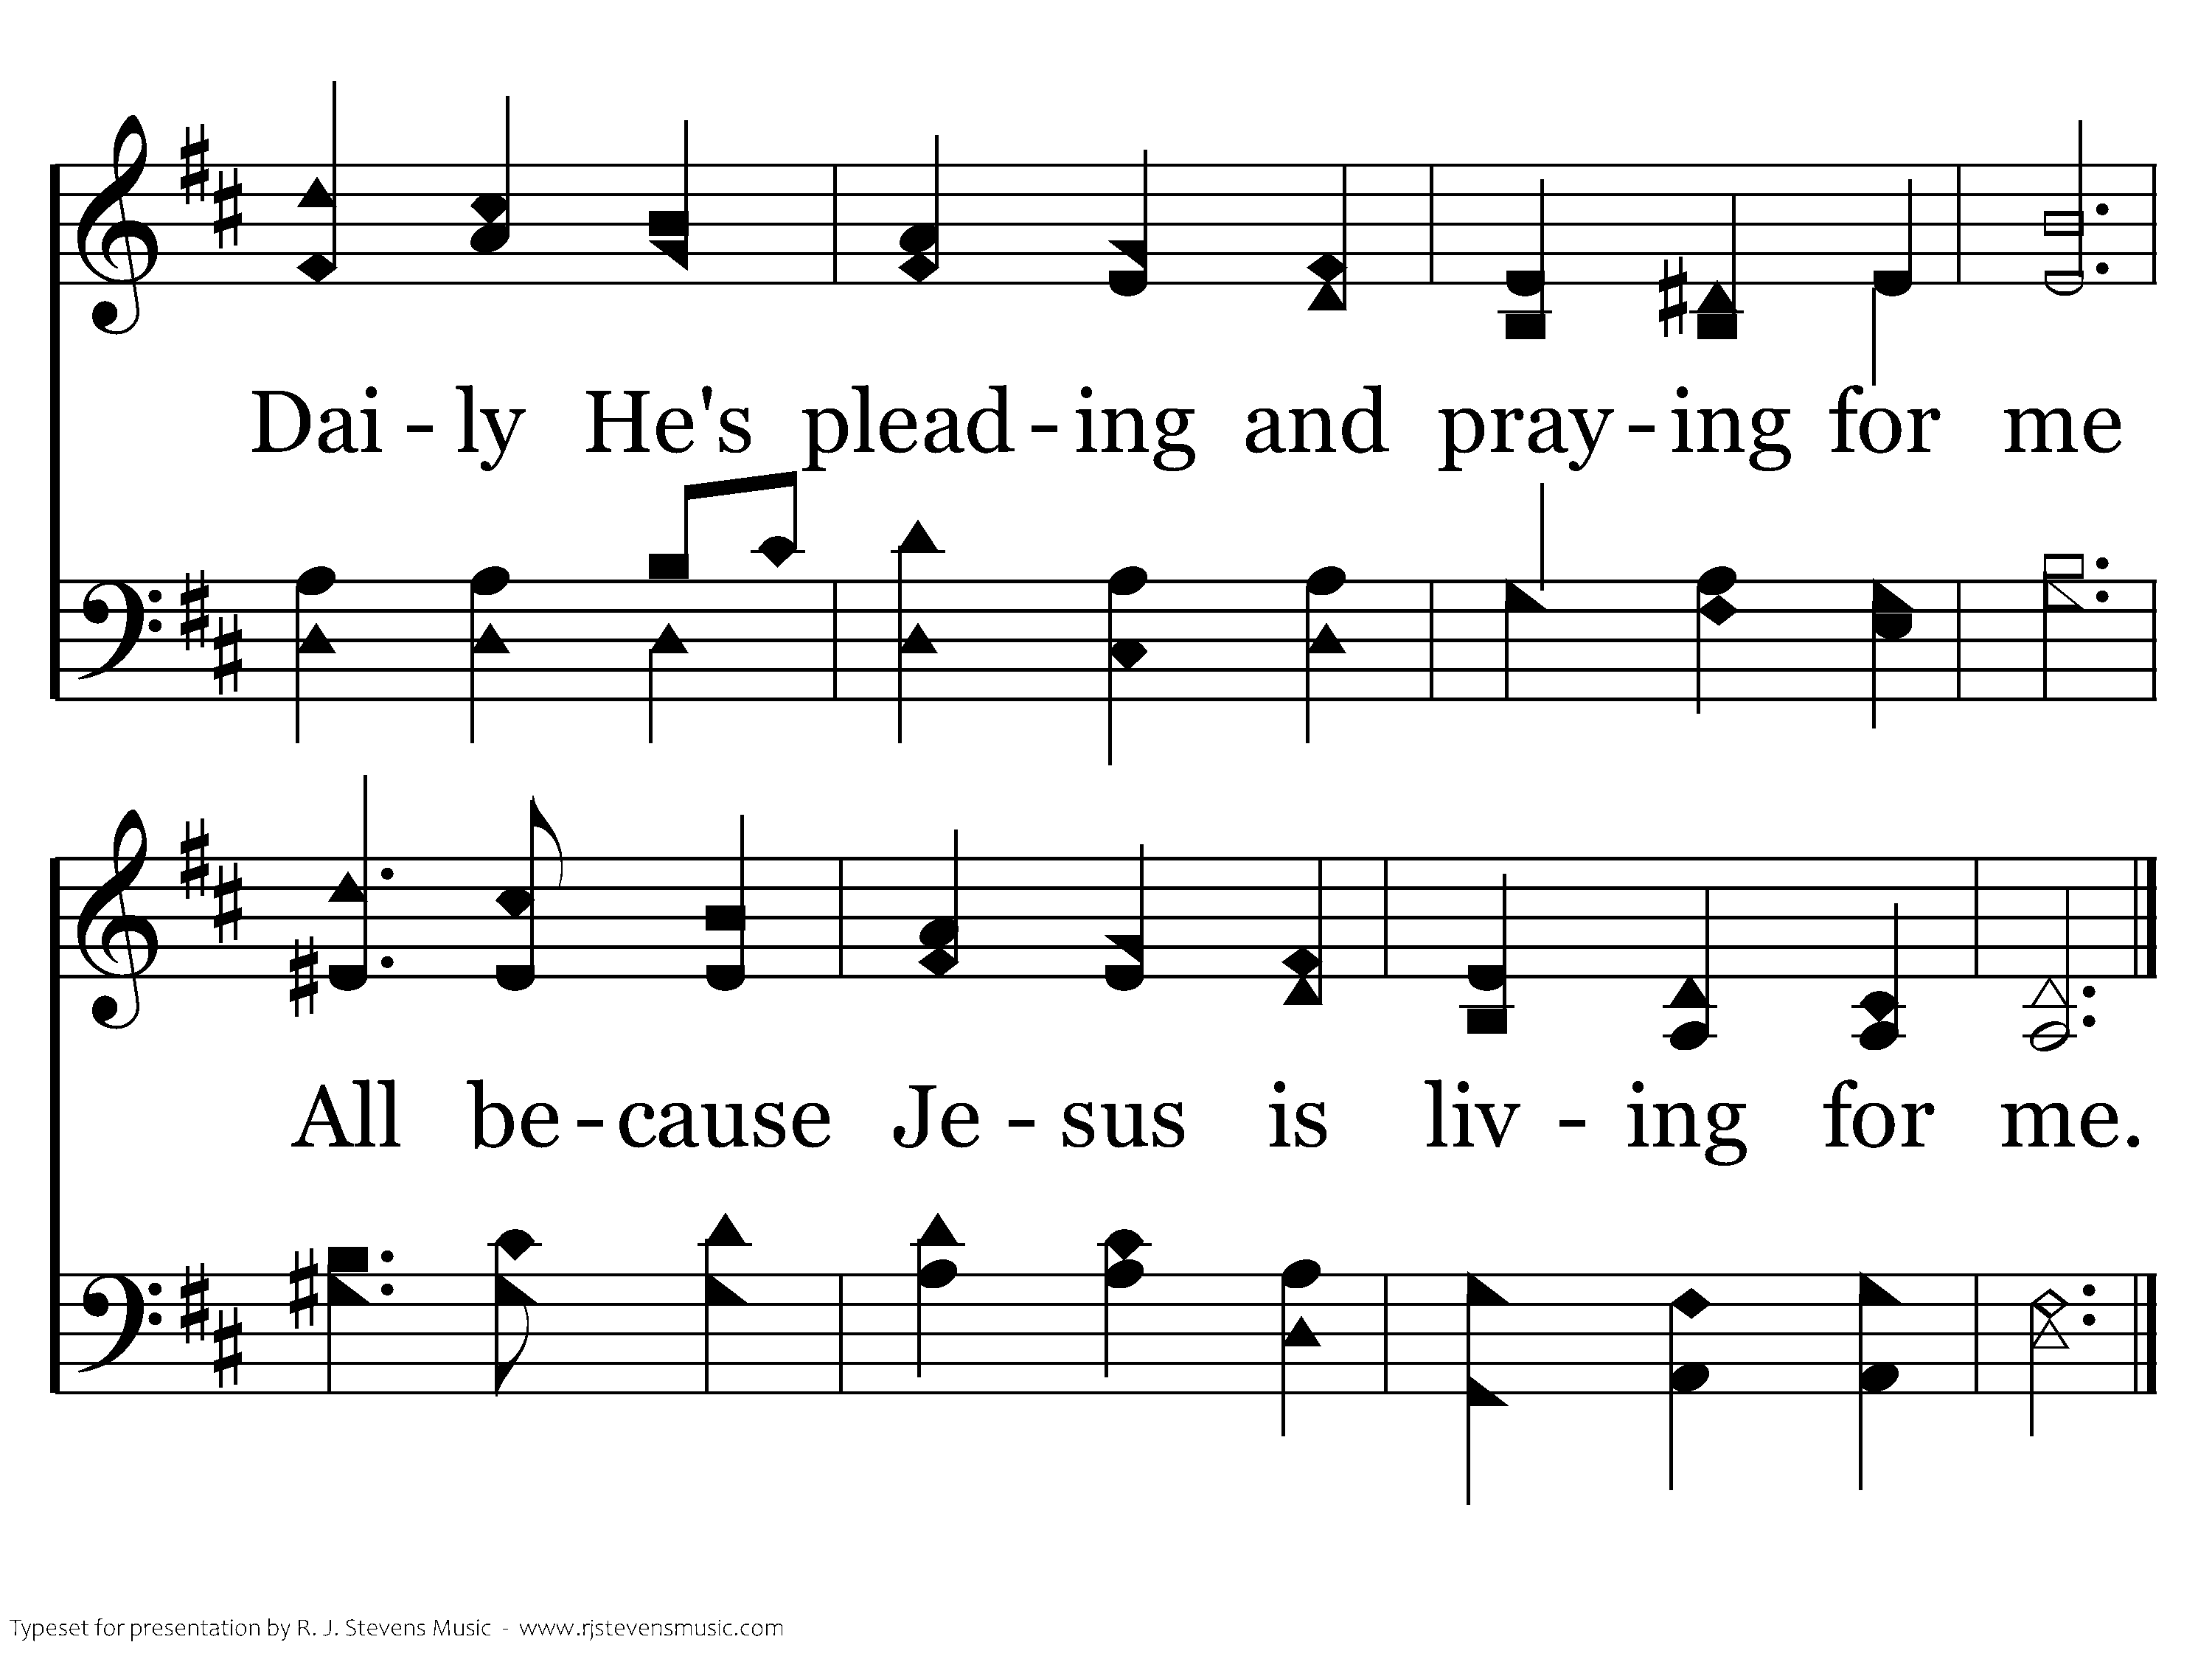 Dai - ly He's plead - ing and pray - ing for me
All be - cause Je - sus is liv - ing for me.
Typeset for presentation by R. J. Stevens Music - www.rjstevensmusic.com